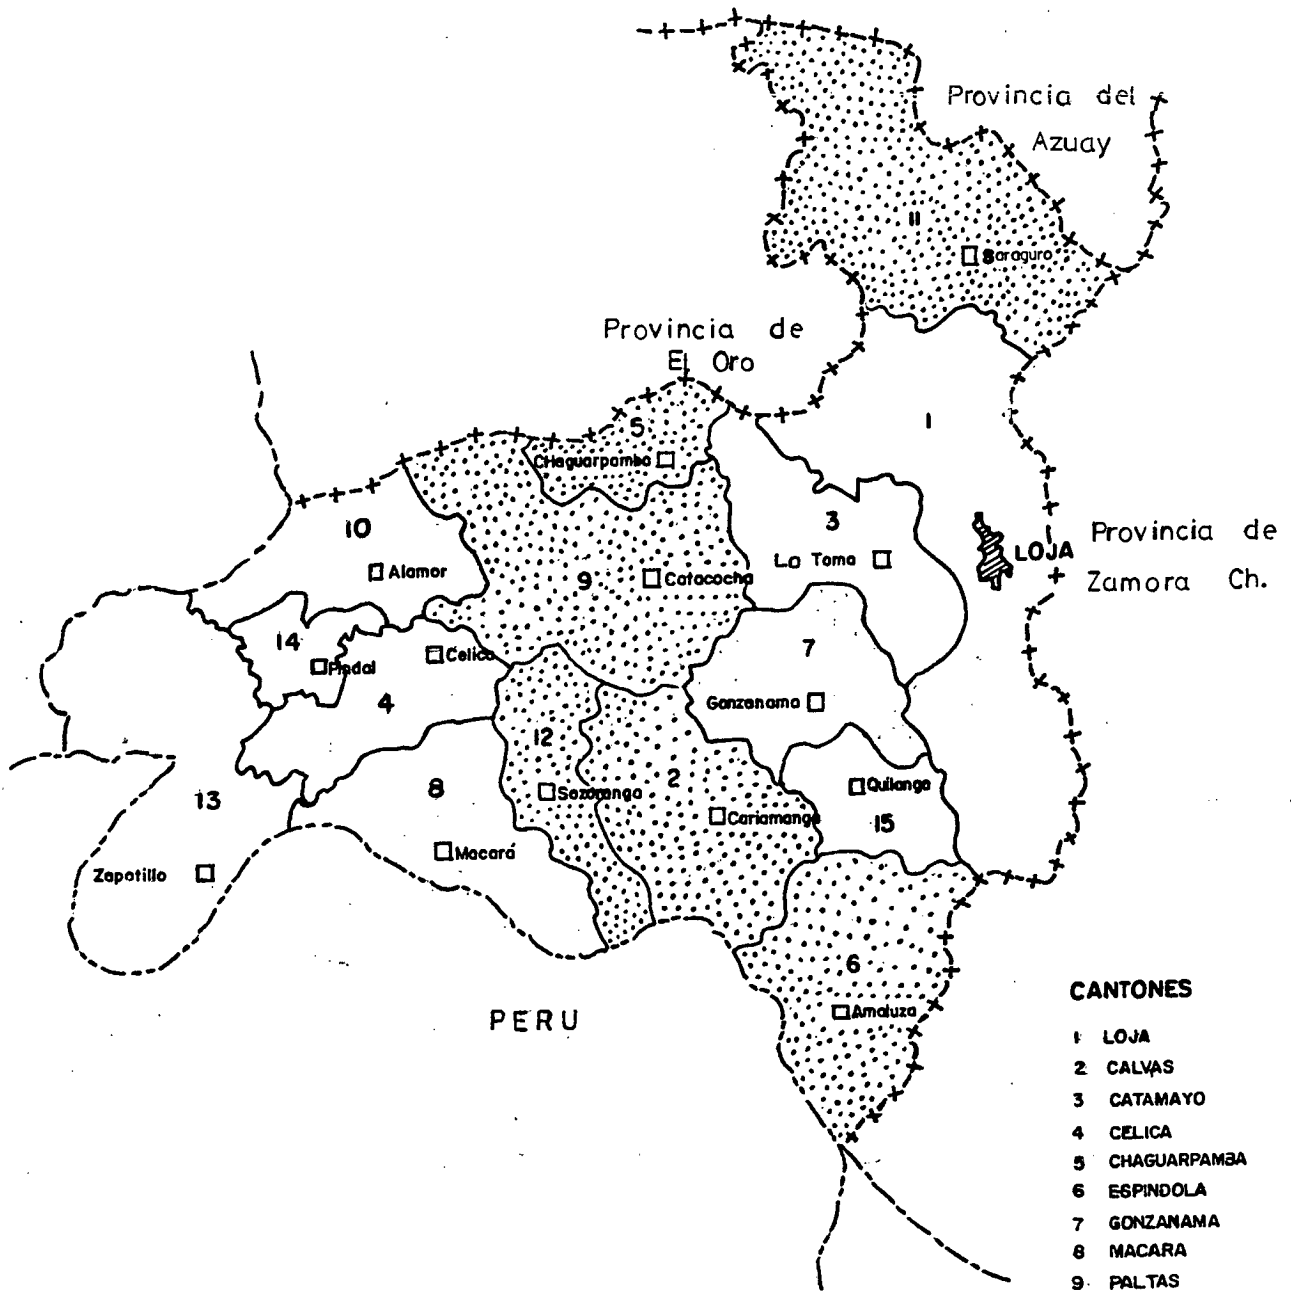 Provincia del
Azuay
11
Saraguro
Provincia de
El Oro
1
5
CHaguarpamba
10
3
LOJA
Provincia de
Zamora Ch.
La Toma
Alamor
9
Catacocha
14
Pindal
Celica
7
4
Gonzanama
12
2
Quilanga
13
8
Sozoranga
Cariamanga
15
Macará
Zapotillo
6
Amaluza
PERU
CANTONES
1 LOJA
2 CALVAS
3 CATAMAYO
4 CELICA
5 CHAGUARPAMBA
6 ESPINDOLA
7 GONZANAMA
8 MACARA
9 PALTAS